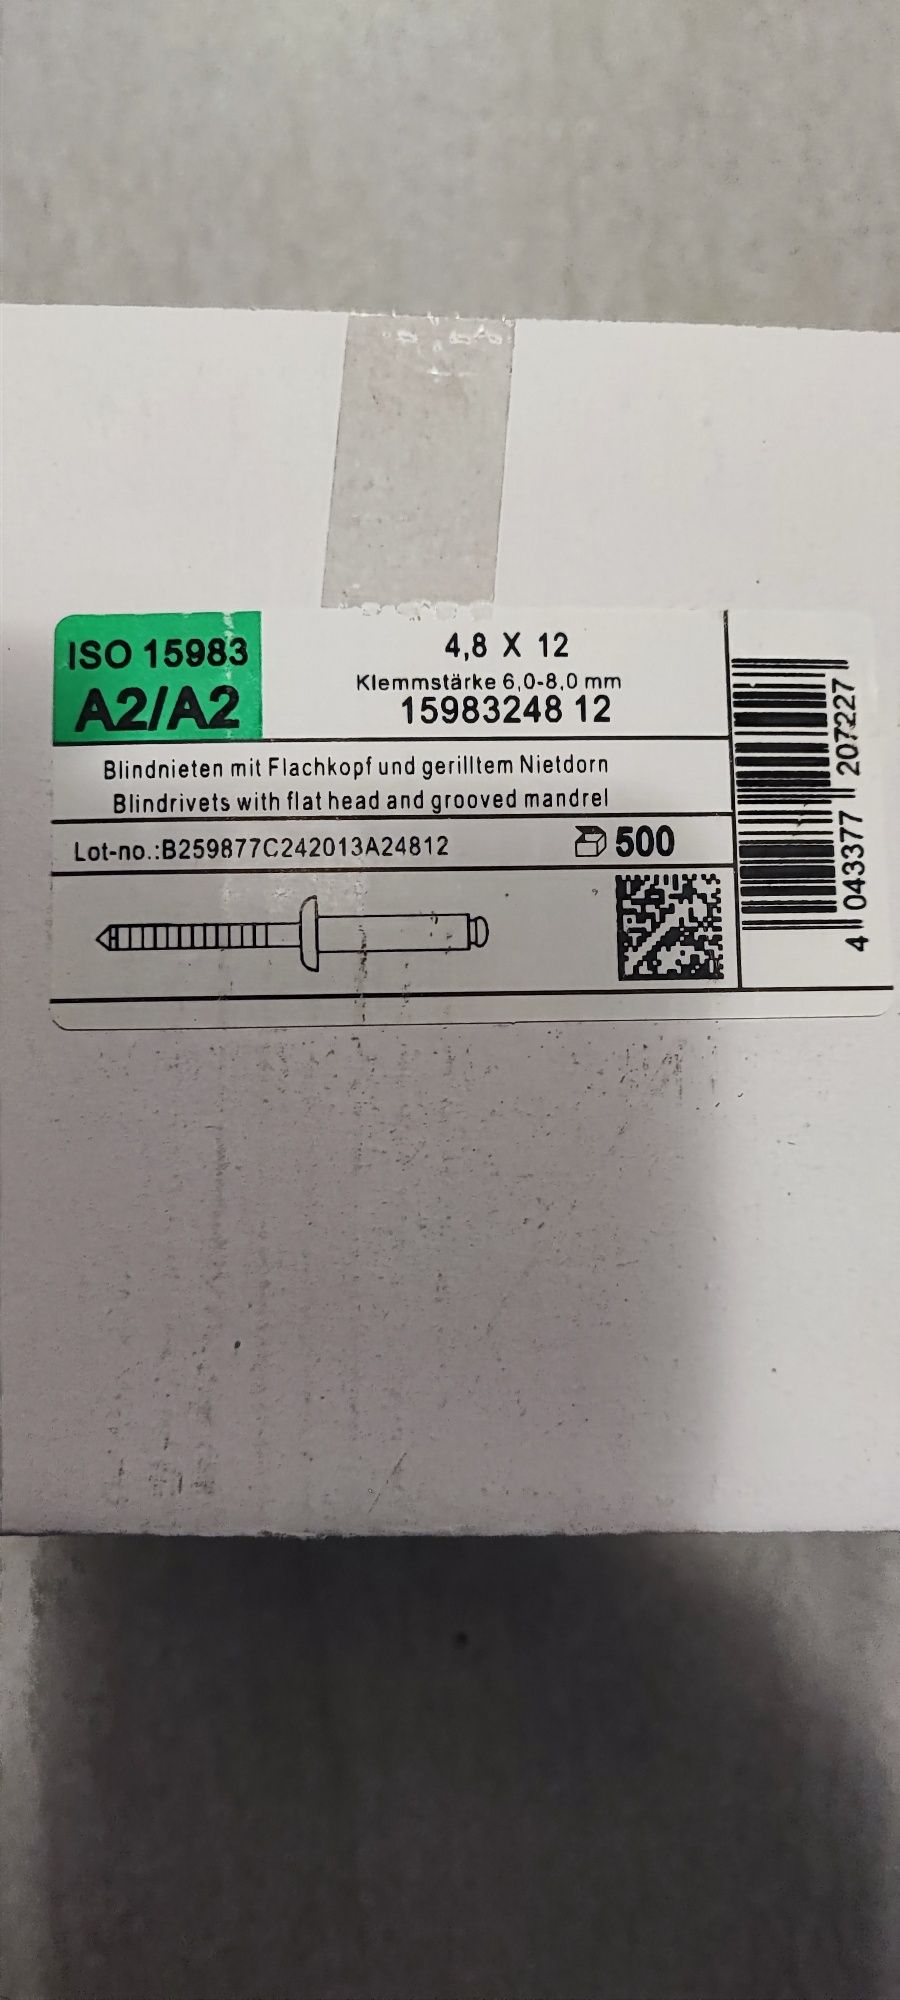 ISO 15983
A2/A2
4,8 X 12
Klemmstärke 6,0-8,0 mm
15983248 12
Blindnieten mit Flachkopf und gerilltem Nietdorn
Blindrivets with flat head and grooved mandrel
Lot-no.:B259877C242013A24812
500
4 043377 207227